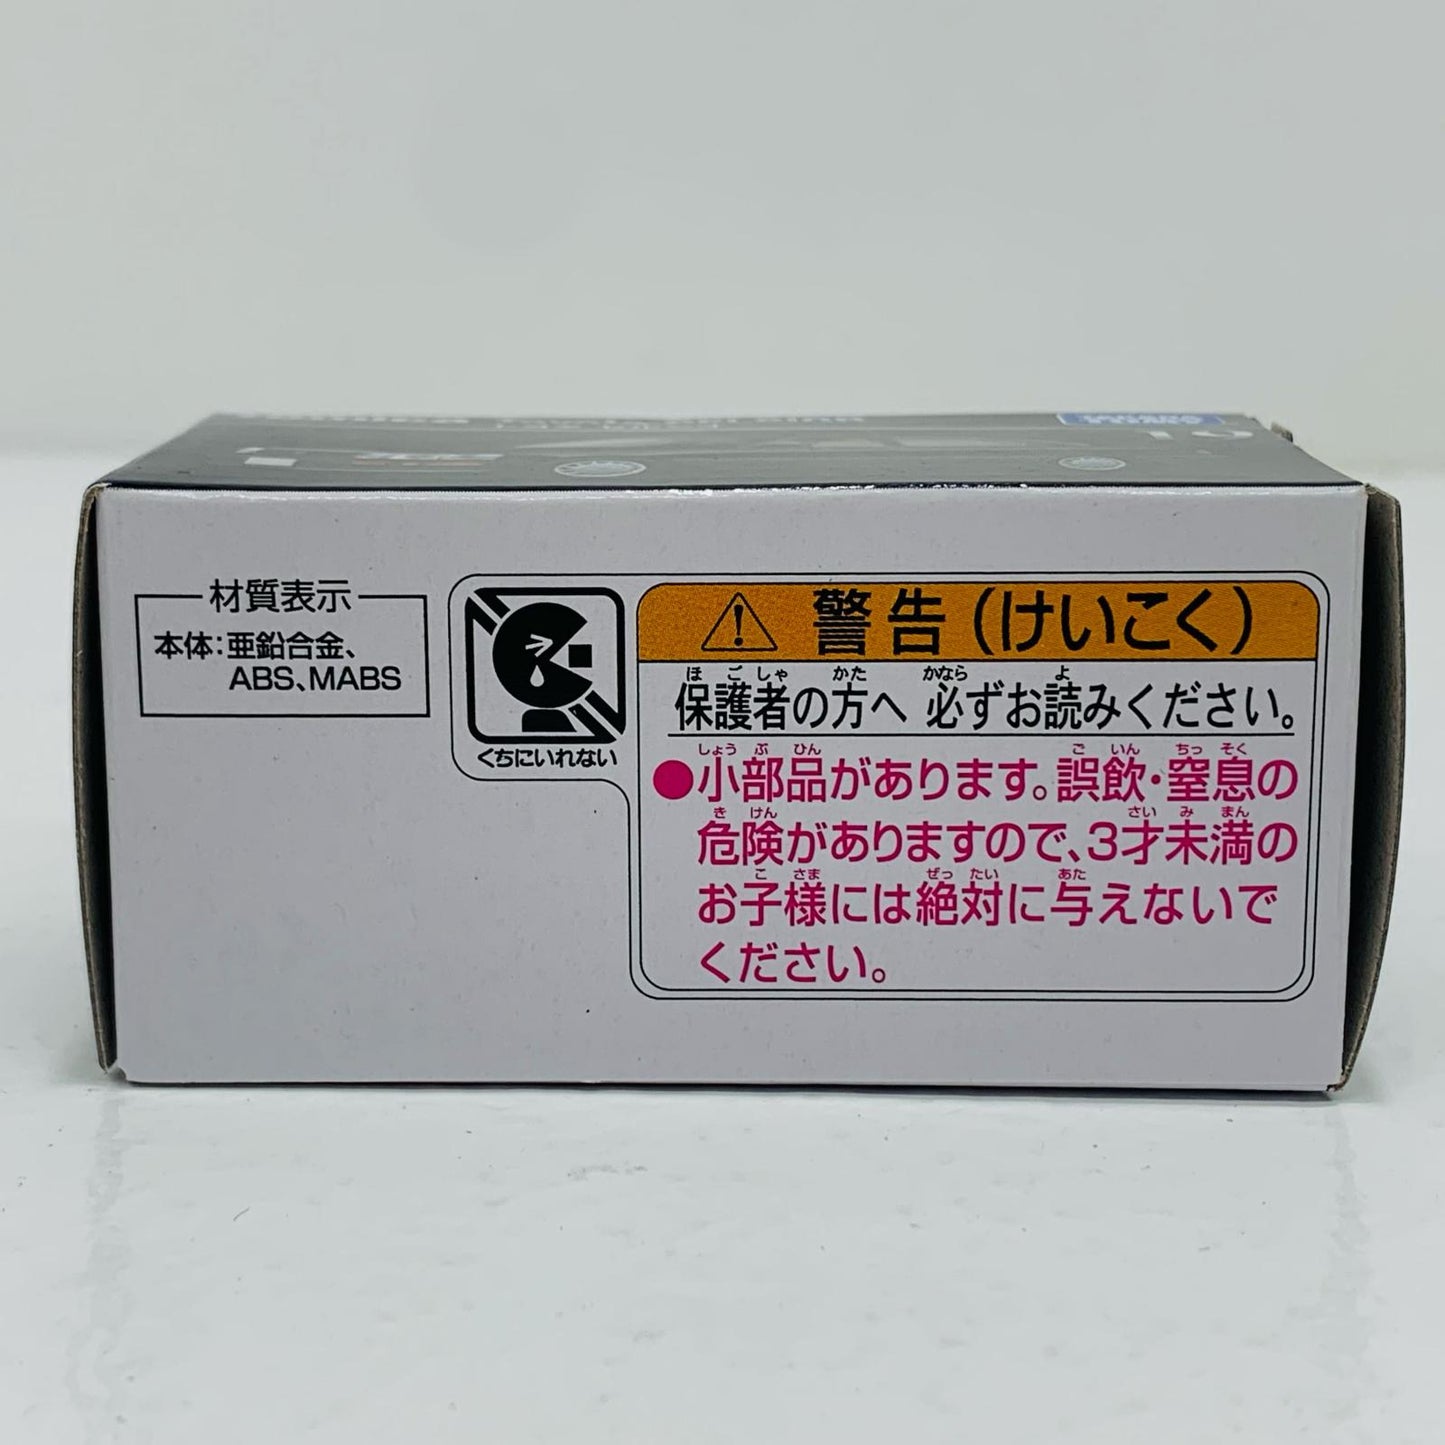 材質表示
本体:亜鉛合金、
ABS、MABS
くちにいれない
警告(けいこく)
ほごしゃ かた かなら よ
保護者の方へ 必ずお読みください。
しょうぶひん ごいん ちっそく
●小部品があります。誤飲・窒息の
きけん さいみまん
危険がありますので、3才未満の
こさま ぜったい あた
お子様には絶対に与えないで
ください。